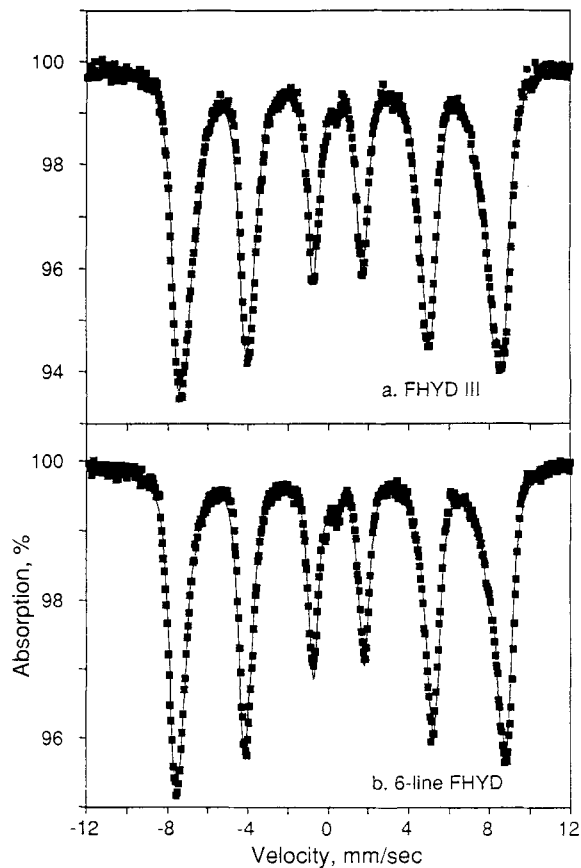 100
98
96
94
a. FHYD III
100
98
96
b. 6-line FHYD
Absorption, %
-12 -8 -4 0 4 8 12
Velocity, mm/sec